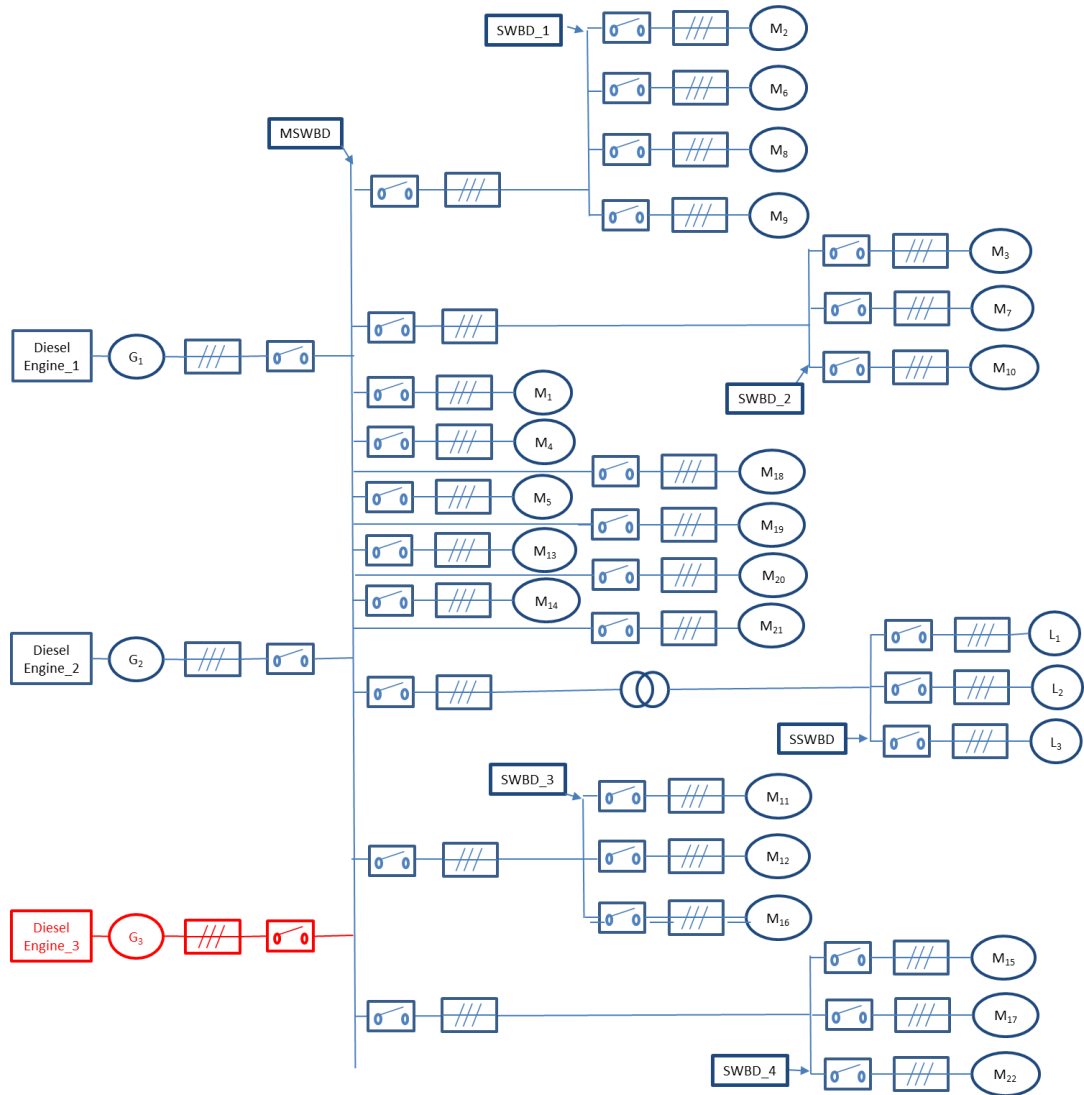 SWBD_1
M2
M6
MSWBD
M8
M9
M3
M7
Diesel
Engine_1
G1
M10
SWBD_2
M1
M4
M18
M5
M19
M13
M20
M14
M21
Diesel
Engine_2
G2
L1
L2
SSWBD
L3
SWBD_3
M11
M12
M16
Diesel
Engine_3
G3
M15
M17
SWBD_4
M22